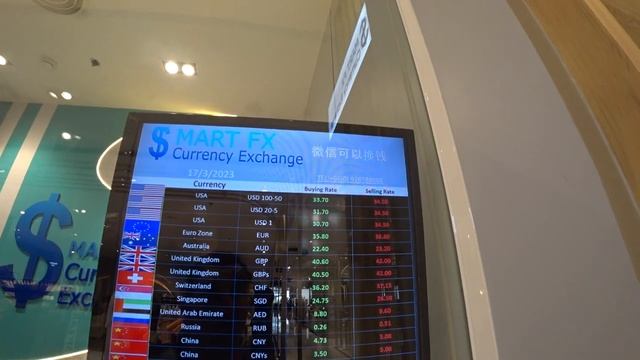 $MART FX
Currency Exchange
微信可以换钱
17/3/2023
Currency Buying Rate Selling Rate
USA USD 100-50 33.70 34.50
USA USD 20-5 31.70 34.50
USA USD 1 30.70 34.50
Euro Zone EUR 35.80
Australia AUD 22.40 23.20
United Kingdom GBP 40.60 42.00
United Kingdom GBPs 40.50 42.00
Switzerland CHF 36.20 37.15
Singapore SGD 24.75
United Arab Emirate AED 8.80 9.60
Russia RUB 0.26 0.51
China CNY 4.73 5.00
China CNYs 3.50 5.00
$MART
Curr
Exc